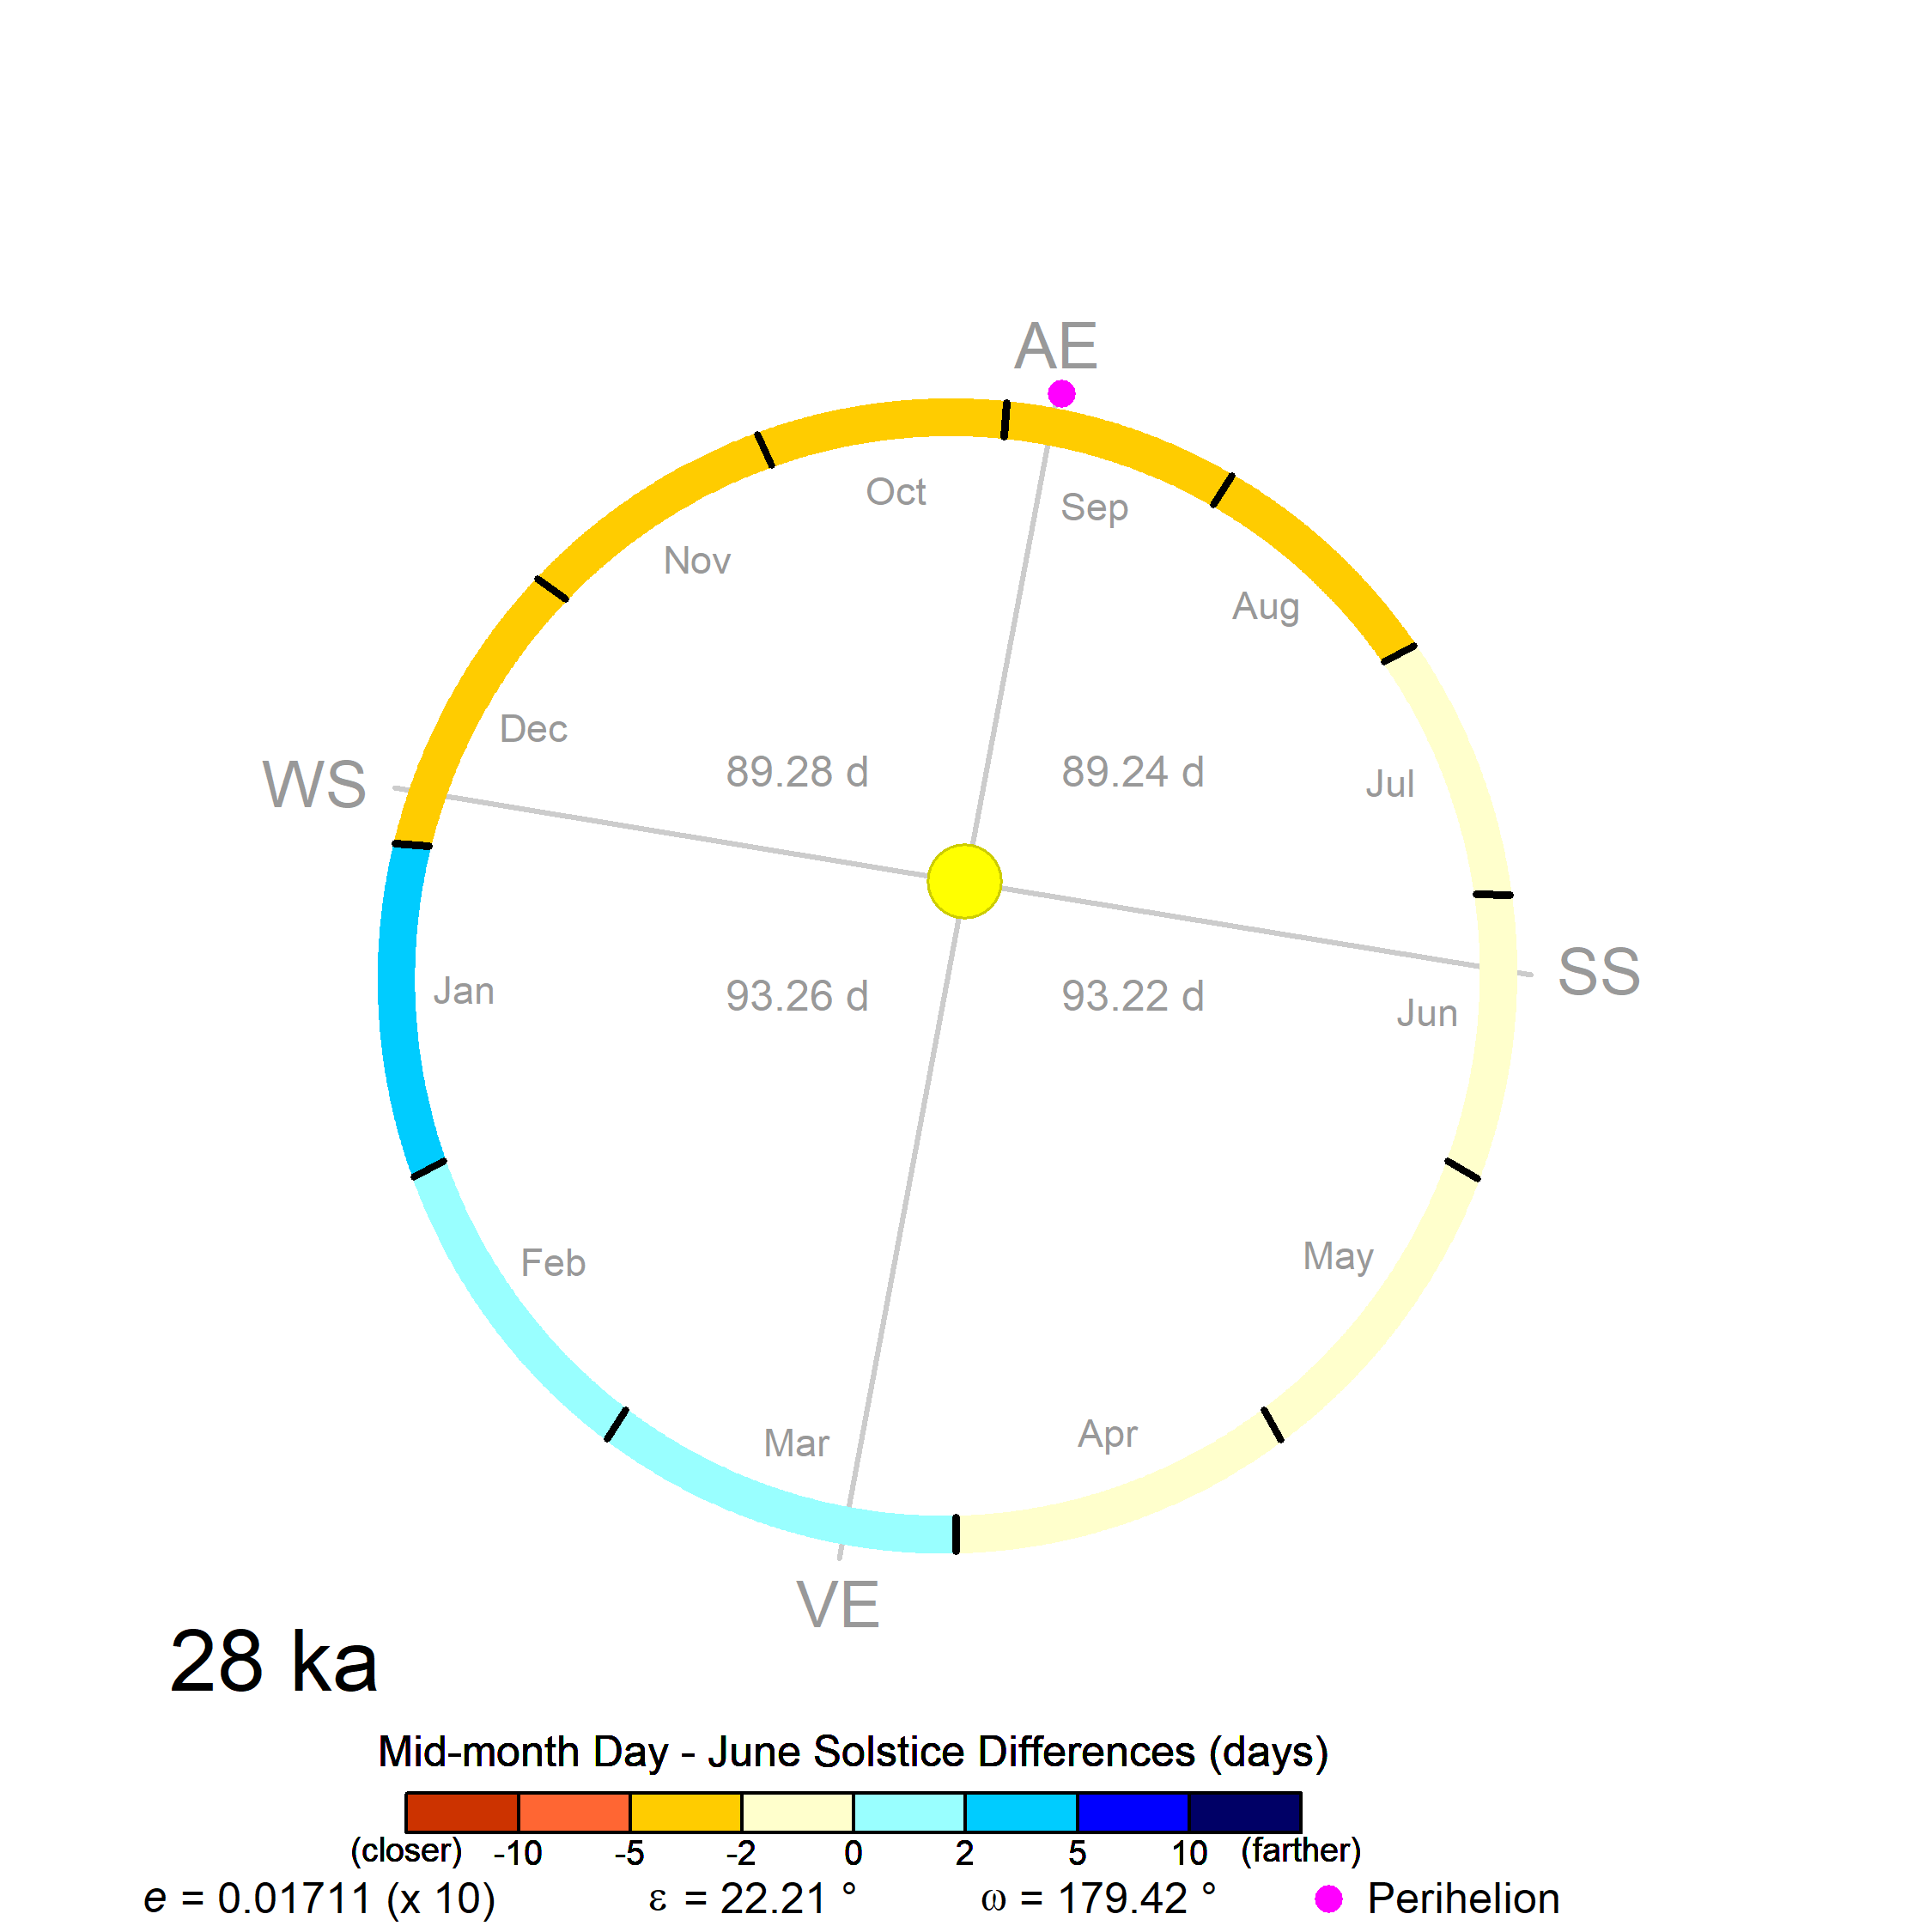 AE
Oct
Sep
Nov
Aug
Dec
WS
89.28 d
89.24 d
Jul
SS
Jan
93.26 d
93.22 d
Jun
Feb
May
Mar
Apr
VE
28 ka
Mid-month Day - June Solstice Differences (days)
(closer) -10 -5 -2 0 2 5 10 (farther)
e = 0.01711 (x 10) ε = 22.21 ° ω = 179.42 ° Perihelion